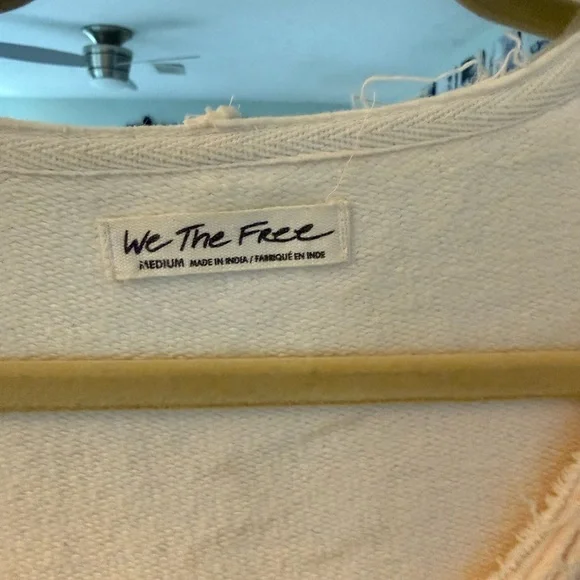 We The Free
MEDIUM MADE IN INDIA / FABRIQUÉ EN INDE